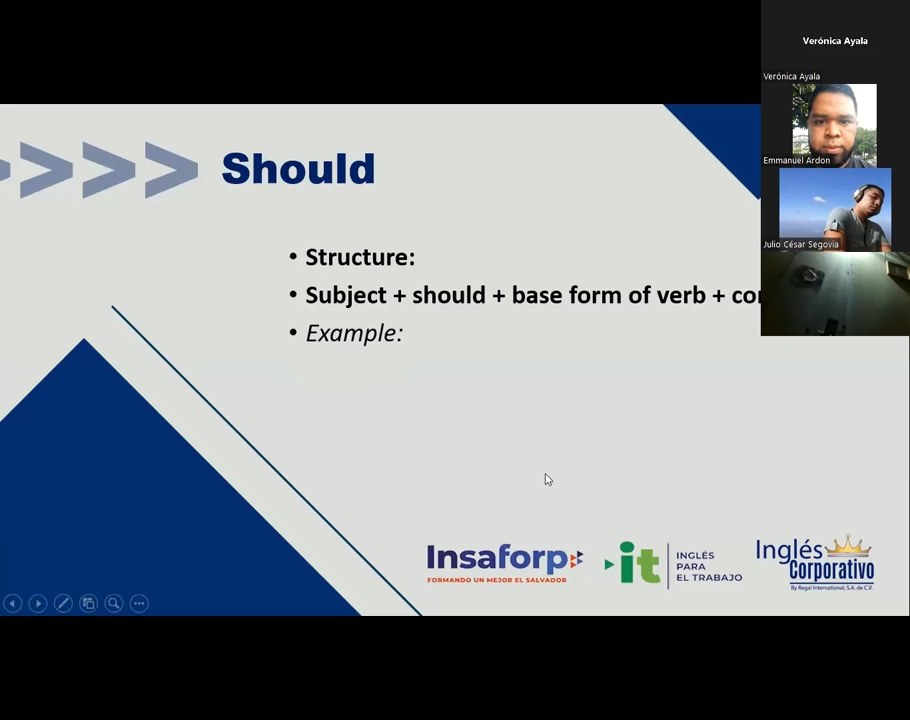 Verónica Ayala
Verónica Ayala
Emmanuel Ardon
Julio César Segovia
Should
• Structure:
• Subject + should + base form of verb +
• Example:
Insaforp
FORMANDO UN MEJOR EL SALVADOR
it
INGLÉS
PARA
EL TRABAJO
Inglés
Corporativo
By Regal International, S.A. de C.V.